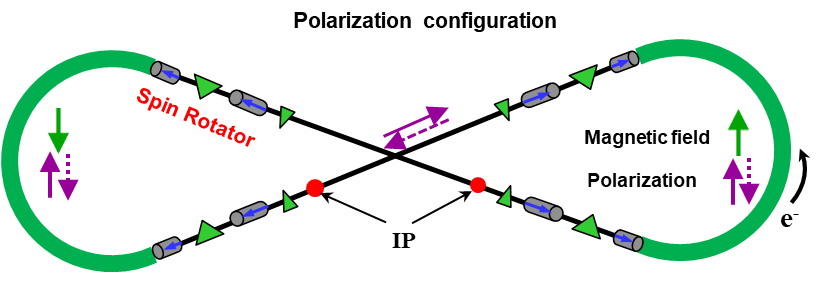 Polarization configuration
Spin Rotator
Magnetic field
Polarization
IP
e-